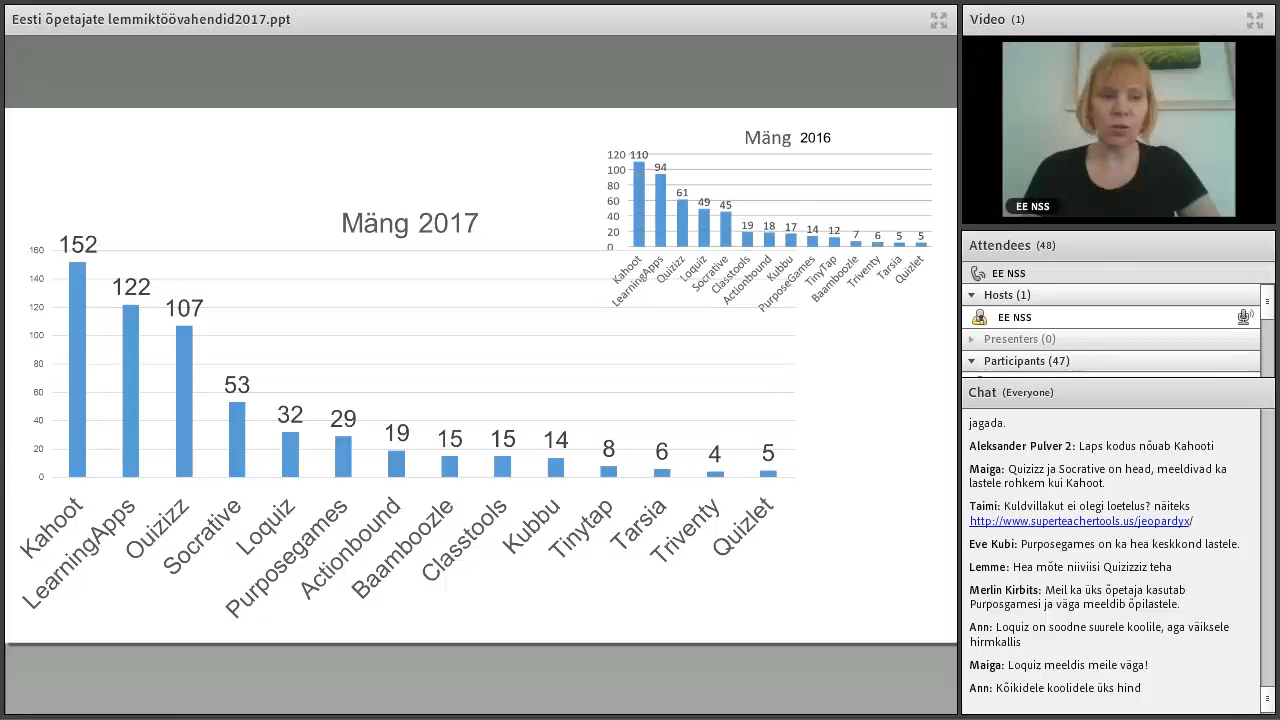 Eesti õpetajate lemmiktöövahendid2017.ppt
Mäng 2016
120
100
80
60
40
20
0
110
94
61
49
45
19
18
17
14
12
7
6
5
5
Kahoot
LearningApps
Quizizz
Loquiz
Socrative
Classtools
Actionbound
Kubbu
PurposeGames
TinyTap
Baamboozle
Triventy
Tarsia
Quizlet
Mäng 2017
180
160
140
120
100
80
60
40
20
0
152
122
107
53
32
29
19
15
15
14
8
6
4
5
Kahoot
LearningApps
Quizizz
Socrative
Loquiz
Purposegames
Actionbound
Baamboozle
Classtools
Kubbu
Tinytap
Tarsia
Triventy
Quizlet
Video (1)
EE NSS
Attendees (48)
EE NSS
Hosts (1)
EE NSS
Presenters (0)
Participants (47)
Chat (Everyone)
jagada.
Aleksander Pulver 2: Laps kodus nõuab Kahooti
Maiga: Quizizz ja Socrative on head, meeldivad ka
lastele rohkem kui Kahoot.
Taimi: Kuldvillakut ei olegi loetelus? näiteks
http://www.superteachertools.us/jeopardyx/
Eve Kubi: Purposegames on ka hea keskkond lastele.
Lemme: Hea mõte niiviisi Quizizziz teha
Merlin Kirbits: Meil ka üks õpetaja kasutab
Purposgamesi ja väga meeldib õpilastele.
Ann: Loquiz on soodne suurele koolile, aga väiksele
hirmkallis
Maiga: Loquiz meeldis meile väga!
Ann: Kõikidele koolidele üks hind